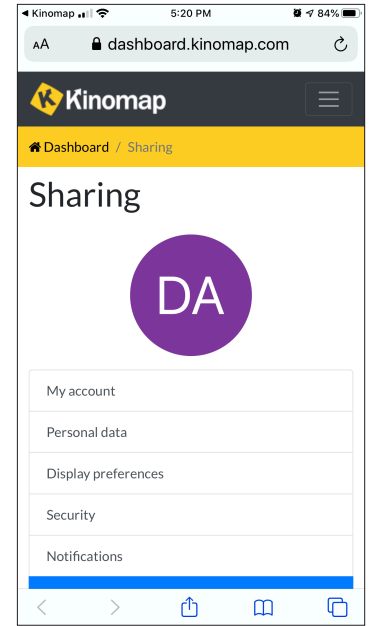 ◀ Kinomap 5:20 PM 84%
AA dashboard.kinomap.com
Kinomap
Dashboard / Sharing
Sharing
DA
My account
Personal data
Display preferences
Security
Notifications